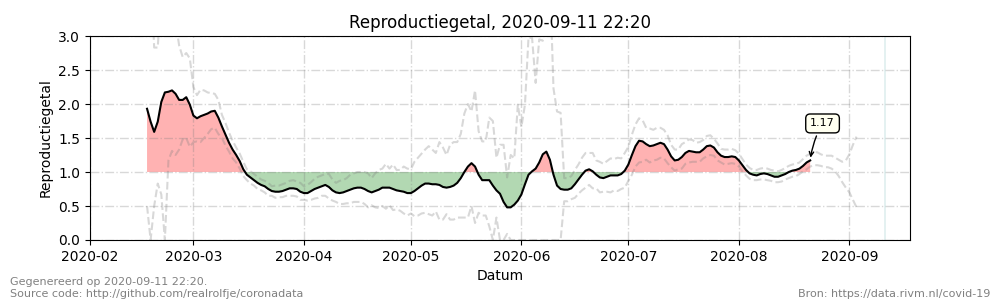 Reproductiegetal, 2020-09-11 22:20
3.0
2.5
2.0
1.5
1.0
0.5
0.0
Reproductiegetal
1.17
2020-02 2020-03 2020-04 2020-05 2020-06 2020-07 2020-08 2020-09
Datum
Gegenereerd op 2020-09-11 22:20.
Source code: http://github.com/realrolfje/coronadata
Bron: https://data.rivm.nl/covid-19